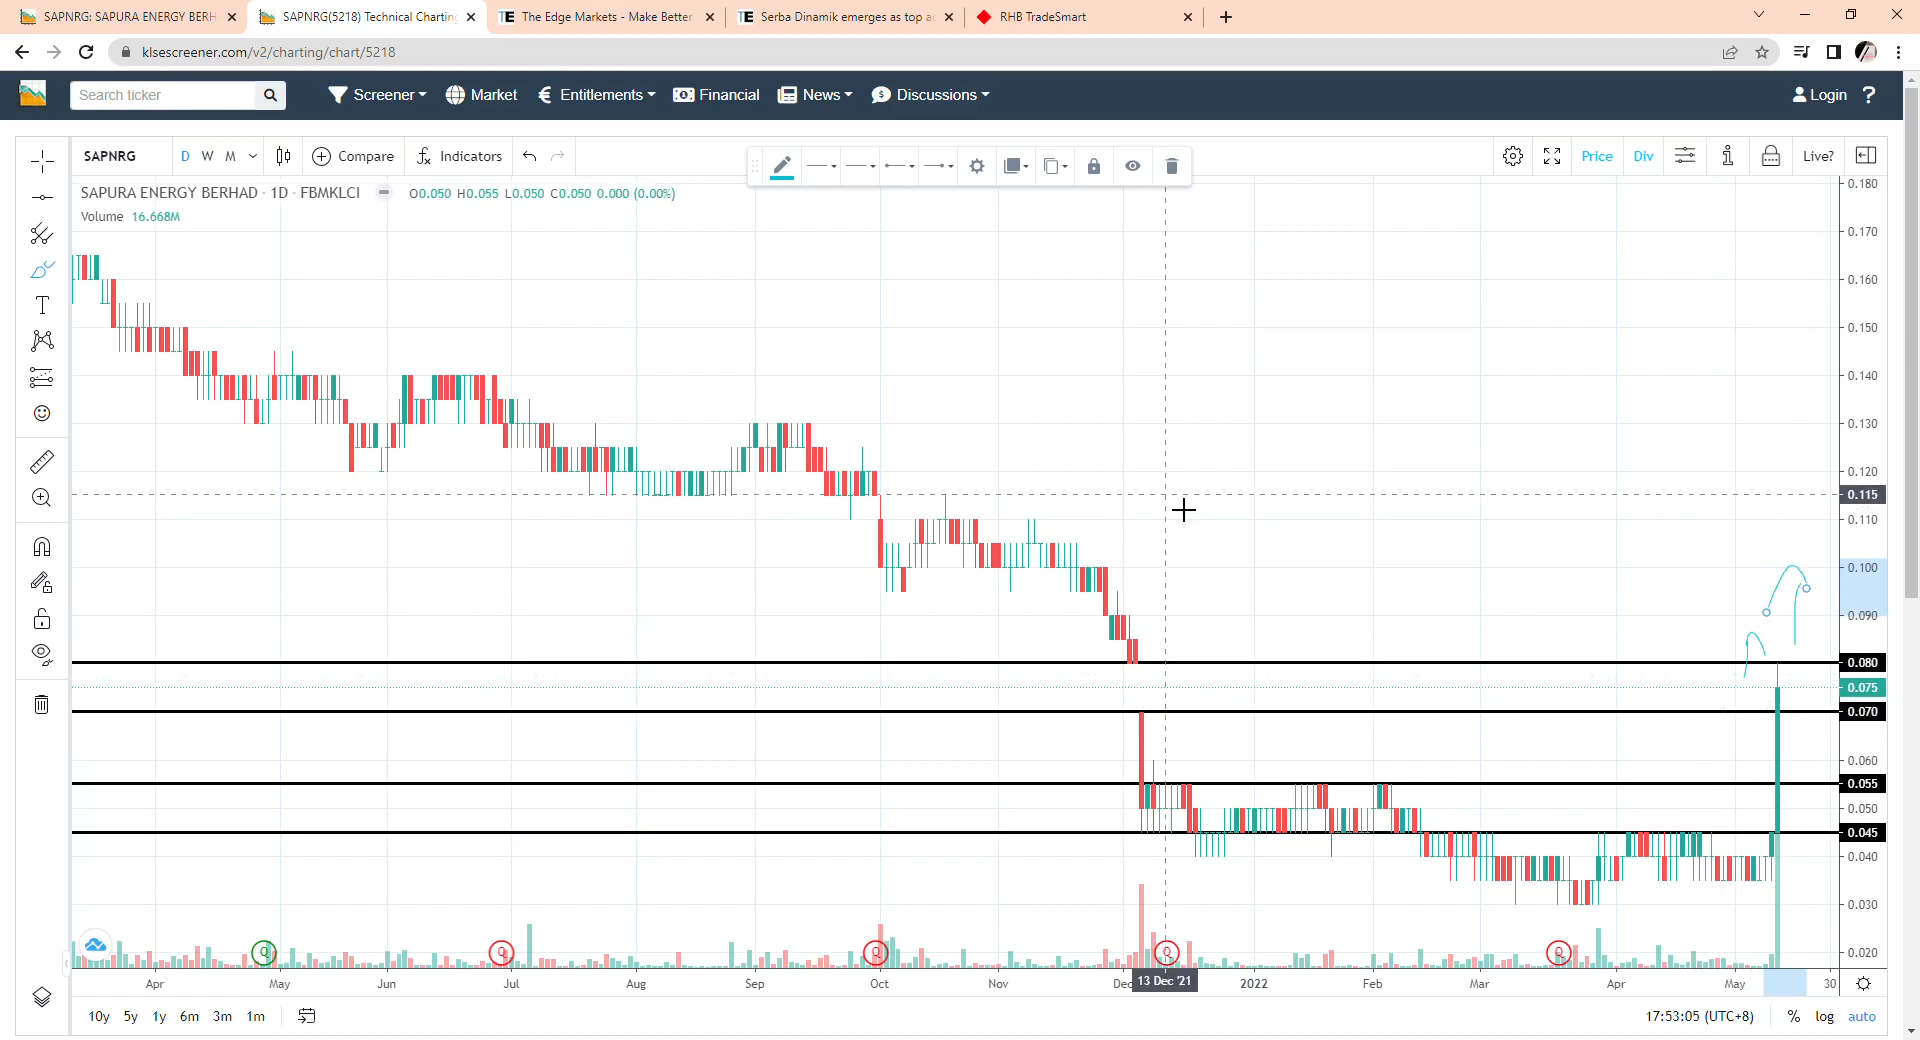 SAPNRG: SAPURA ENERGY BERH
SAPNRG(5218) Technical Charting
The Edge Markets - Make Better
Serba Dinamik emerges as top a
RHB TradeSmart
klsescreener.com/v2/charting/chart/5218
Search ticker
Screener
Market
Entitlements
Financial
News
Discussions
Login
?
SAPNRG
D W M
Compare
Indicators
Price
Div
Live?
SAPURA ENERGY BERHAD · 1D · FBMKLCI
O0.050 H0.055 L0.050 C0.050 0.000 (0.00%)
Volume 16.668M
0.180
0.170
0.160
0.150
0.140
0.130
0.120
0.115
0.110
0.100
0.090
0.080
0.075
0.070
0.060
0.055
0.050
0.045
0.040
0.030
0.020
Q Q Q Q Q
Apr May Jun Jul Aug Sep Oct Nov Dec 13 Dec '21 2022 Feb Mar Apr May 30
10y 5y 1y 6m 3m 1m
17:53:05 (UTC+8) % log auto